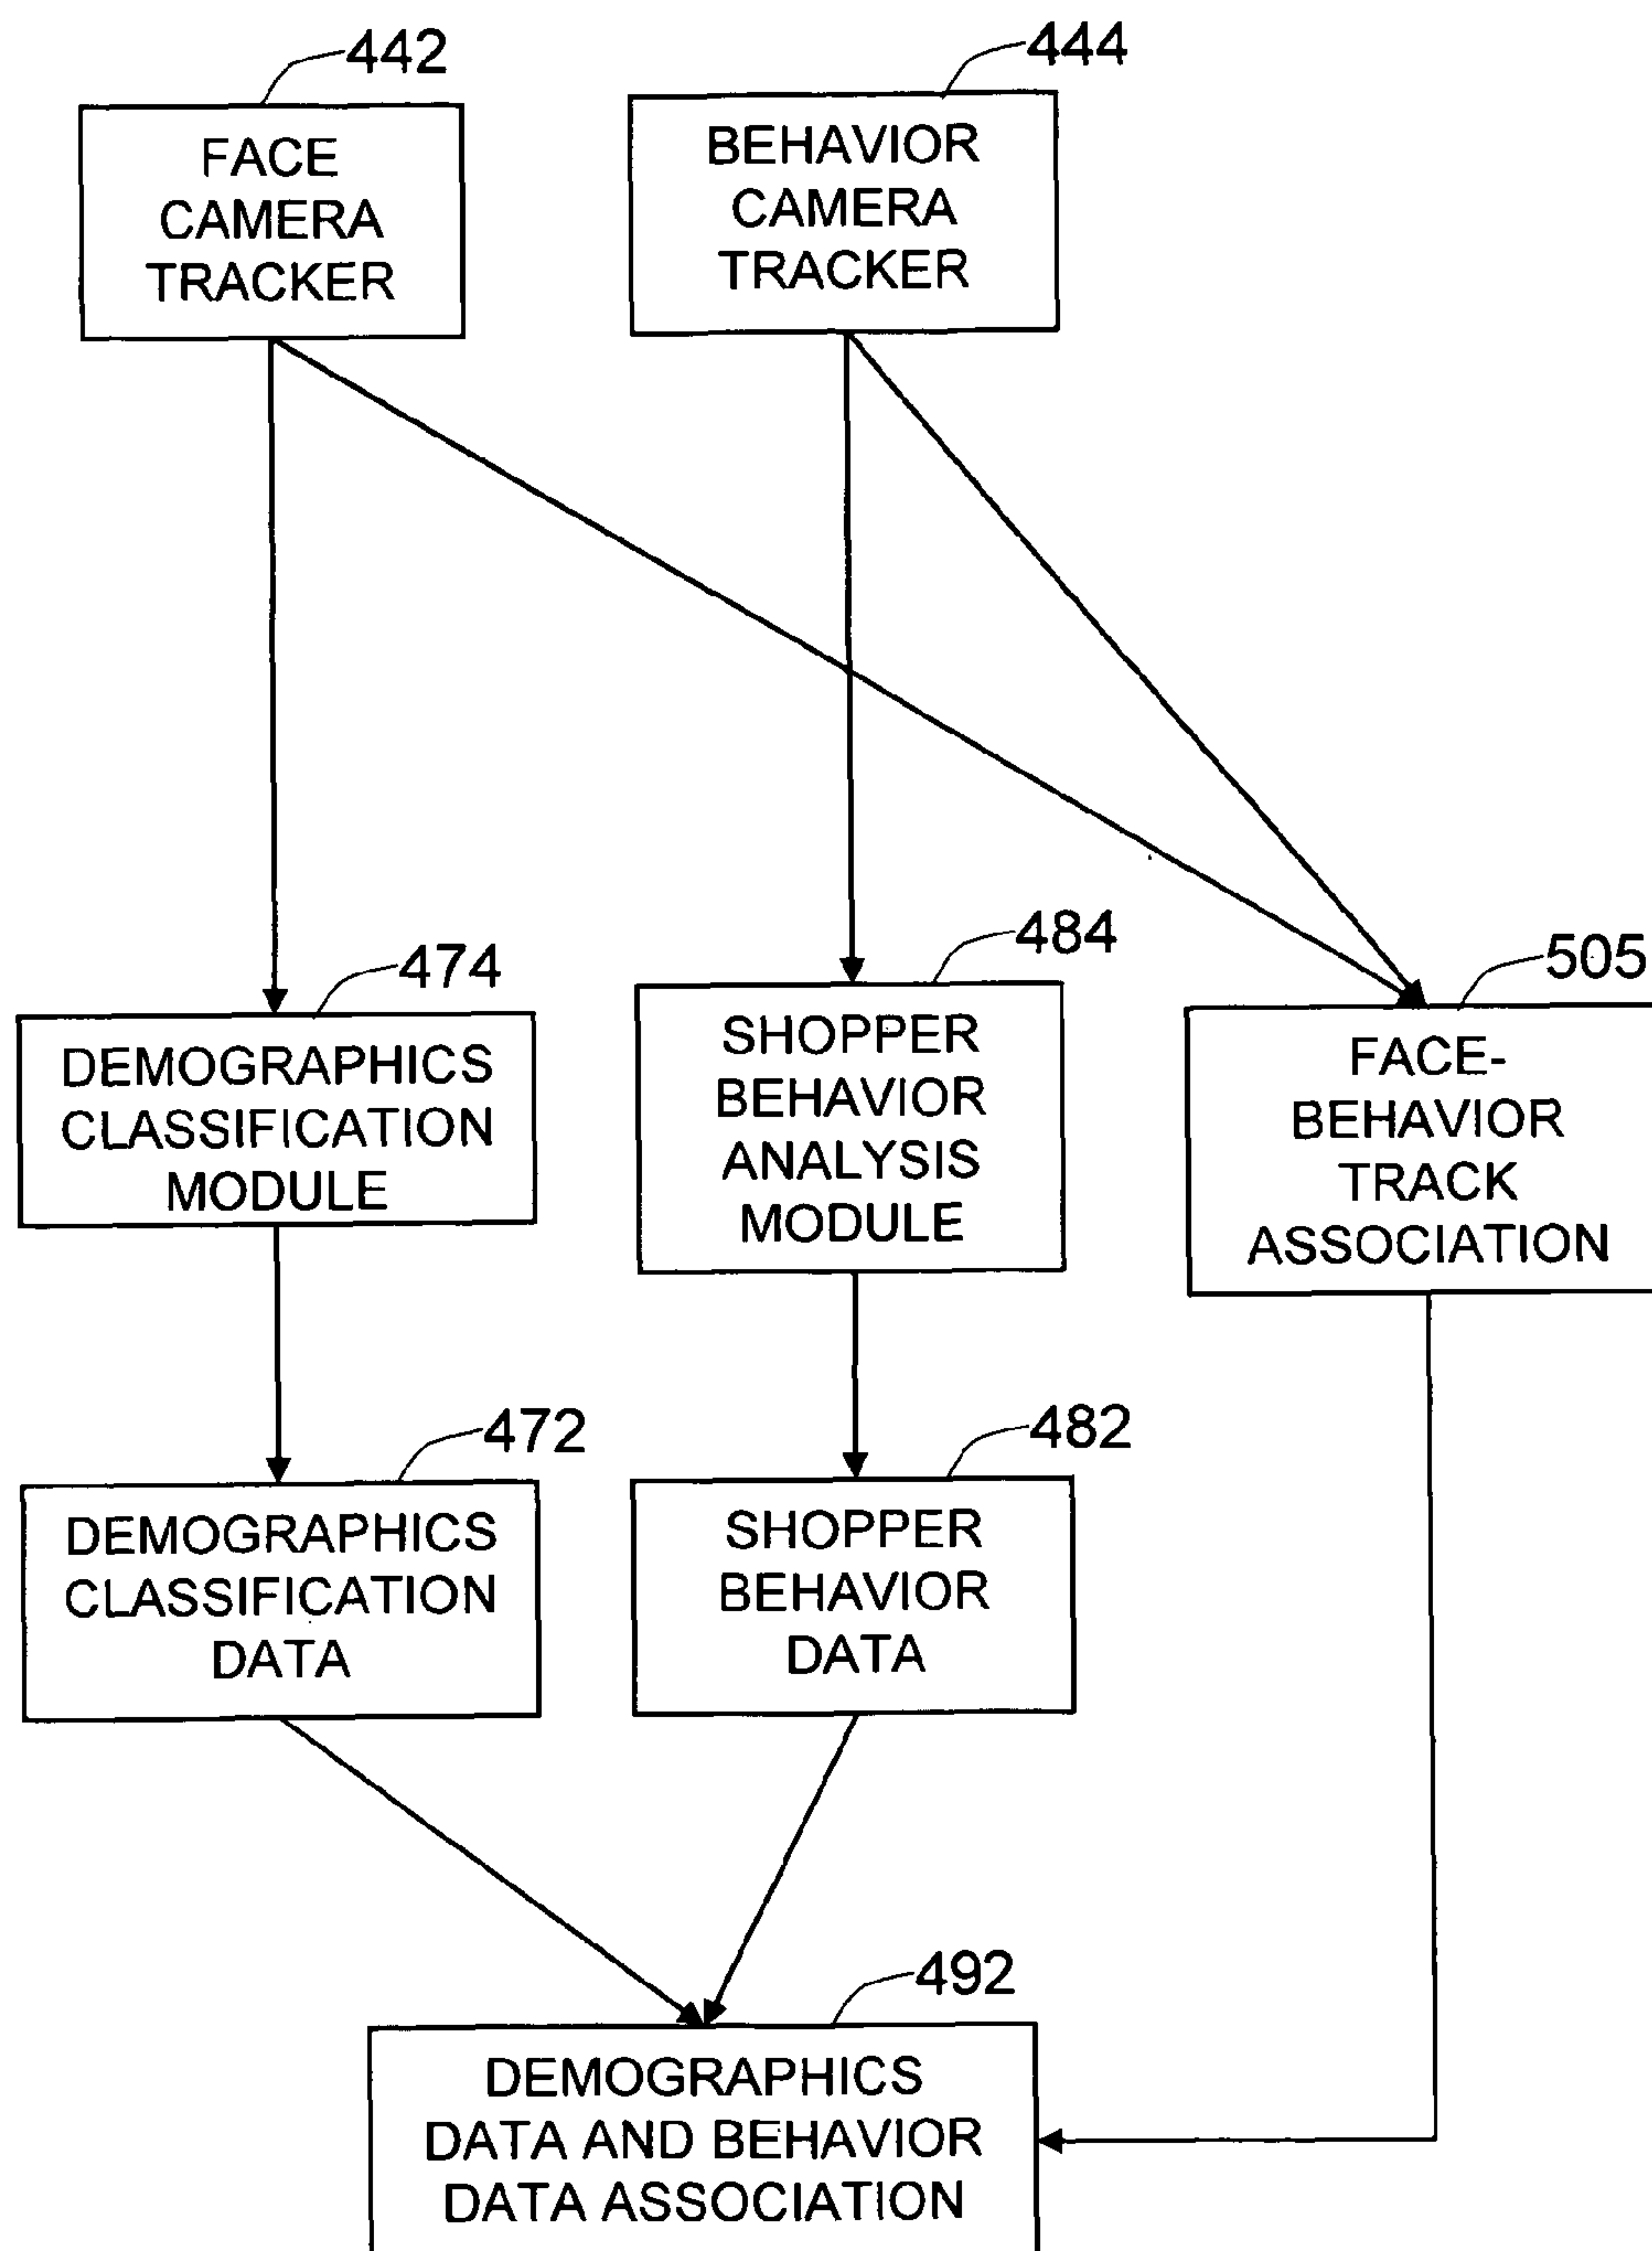 442
444
FACE
CAMERA
TRACKER
BEHAVIOR
CAMERA
TRACKER
474
484
505
DEMOGRAPHICS
CLASSIFICATION
MODULE
SHOPPER
BEHAVIOR
ANALYSIS
MODULE
FACE-
BEHAVIOR
TRACK
ASSOCIATION
472
482
DEMOGRAPHICS
CLASSIFICATION
DATA
SHOPPER
BEHAVIOR
DATA
492
DEMOGRAPHICS
DATA AND BEHAVIOR
DATA ASSOCIATION